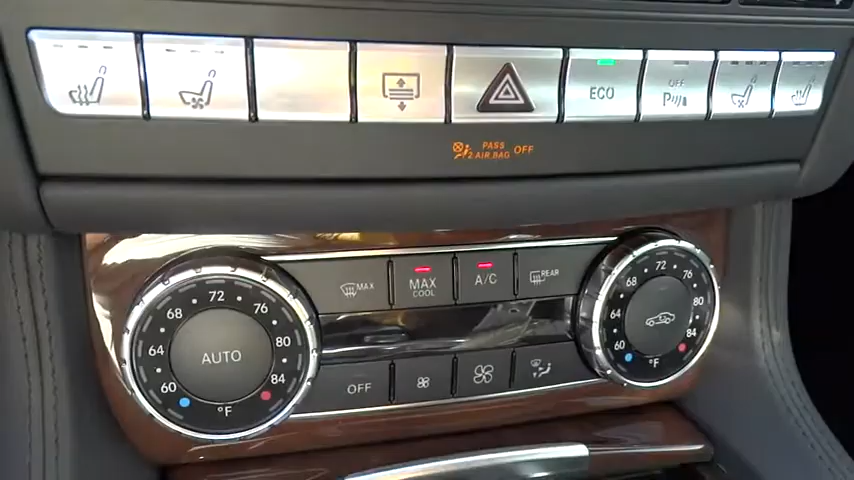 ECO
OFF
P
PASS
2 AIR BAG OFF
MAX
MAX
COOL
A/C
REAR
60 64 68 72 76 80 84
AUTO
°F
60 64 68 72 76 80 84
°F
OFF